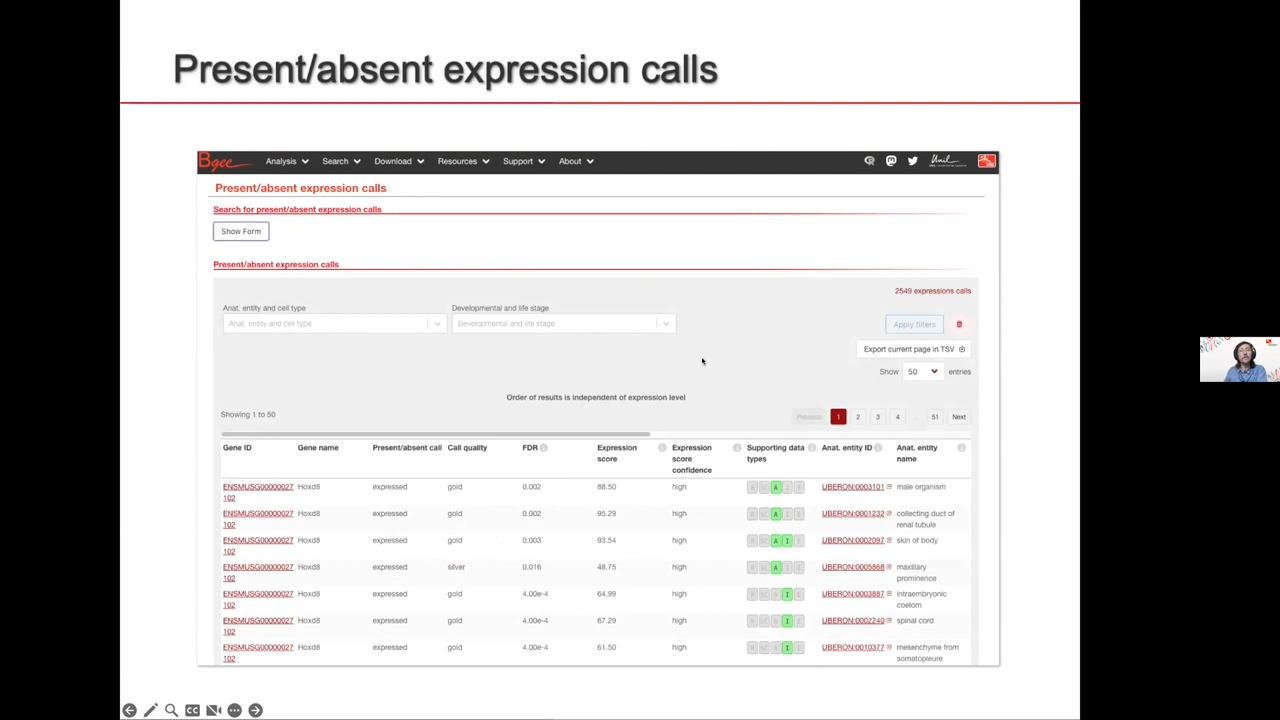 Present/absent expression calls
Bgee Analysis Search Download Resources Support About Unil
Present/absent expression calls
Search for present/absent expression calls
Show Form
Present/absent expression calls
2549 expressions calls
Anat. entity and cell type Developmental and life stage
Anat. entity and cell type Developmental and life stage Apply filters
Export current page in TSV
Show 50 entries
Order of results is independent of expression level
Showing 1 to 50 Previous 1 2 3 4 ... 51 Next
Gene ID Gene name Present/absent call Call quality FDR Expression score Expression score confidence Supporting data types Anat. entity ID Anat. entity name
ENSMUSG00000027102 Hoxd8 expressed gold 0.002 88.50 high R SC A I E UBERON:0003101 male organism
ENSMUSG00000027102 Hoxd8 expressed gold 0.002 95.29 high R SC A I E UBERON:0001232 collecting duct of renal tubule
ENSMUSG00000027102 Hoxd8 expressed gold 0.003 93.54 high R SC A I E UBERON:0002097 skin of body
ENSMUSG00000027102 Hoxd8 expressed silver 0.016 48.75 high R SC A I E UBERON:0005868 maxillary prominence
ENSMUSG00000027102 Hoxd8 expressed gold 4.00e-4 64.99 high R SC A I E UBERON:0003887 intraembryonic coelom
ENSMUSG00000027102 Hoxd8 expressed gold 4.00e-4 67.29 high R SC A I E UBERON:0002240 spinal cord
ENSMUSG00000027102 Hoxd8 expressed gold 4.00e-4 61.50 high R SC A I E UBERON:0010377 mesenchyme from somatopleure
CC